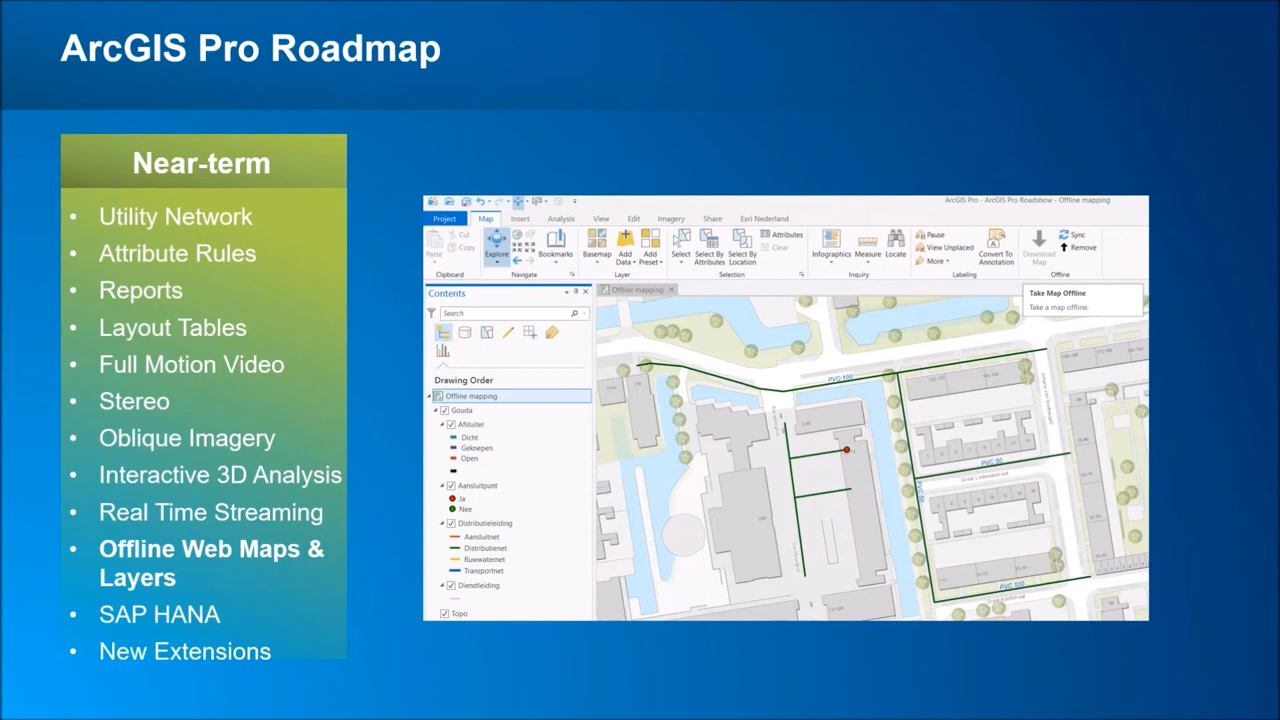 ArcGIS Pro Roadmap
Near-term
• Utility Network
• Attribute Rules
• Reports
• Layout Tables
• Full Motion Video
• Stereo
• Oblique Imagery
• Interactive 3D Analysis
• Real Time Streaming
• Offline Web Maps &
Layers
• SAP HANA
• New Extensions
ArcGIS Pro - ArcGIS Pro Roadshow - Offline mapping
Project Map Insert Analysis View Edit Imagery Share Esri Nederland
Paste Cut Copy
Clipboard
Explore Bookmarks
Navigate
Basemap Add Data Add Preset
Layer
Select Select By Attributes Select By Location Attributes Clear
Selection
Infographics Measure Locate
Inquiry
Pause View Unplaced More Convert To Annotation
Labeling
Download Map Sync Remove
Offline
Take Map Offline
Take a map offline.
Contents
Search
Drawing Order
Offline mapping
Gouda
Afsluiter
Dicht
Geknepen
Open
Aansluitpunt
Ja
Nee
Distributieleiding
Aansluitnet
Distributienet
Ruwwaternet
Transportnet
Dienstleiding
Topo
Offline mapping
PVC 100
PVC 50
PVC 100